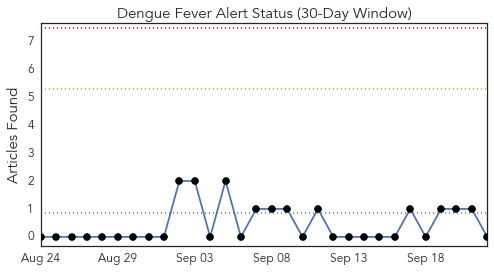 Dengue Fever Alert Status (30-Day Window)
Articles Found
7
6
5
4
3
2
1
0
Aug 24 Aug 29 Sep 03 Sep 08 Sep 13 Sep 18